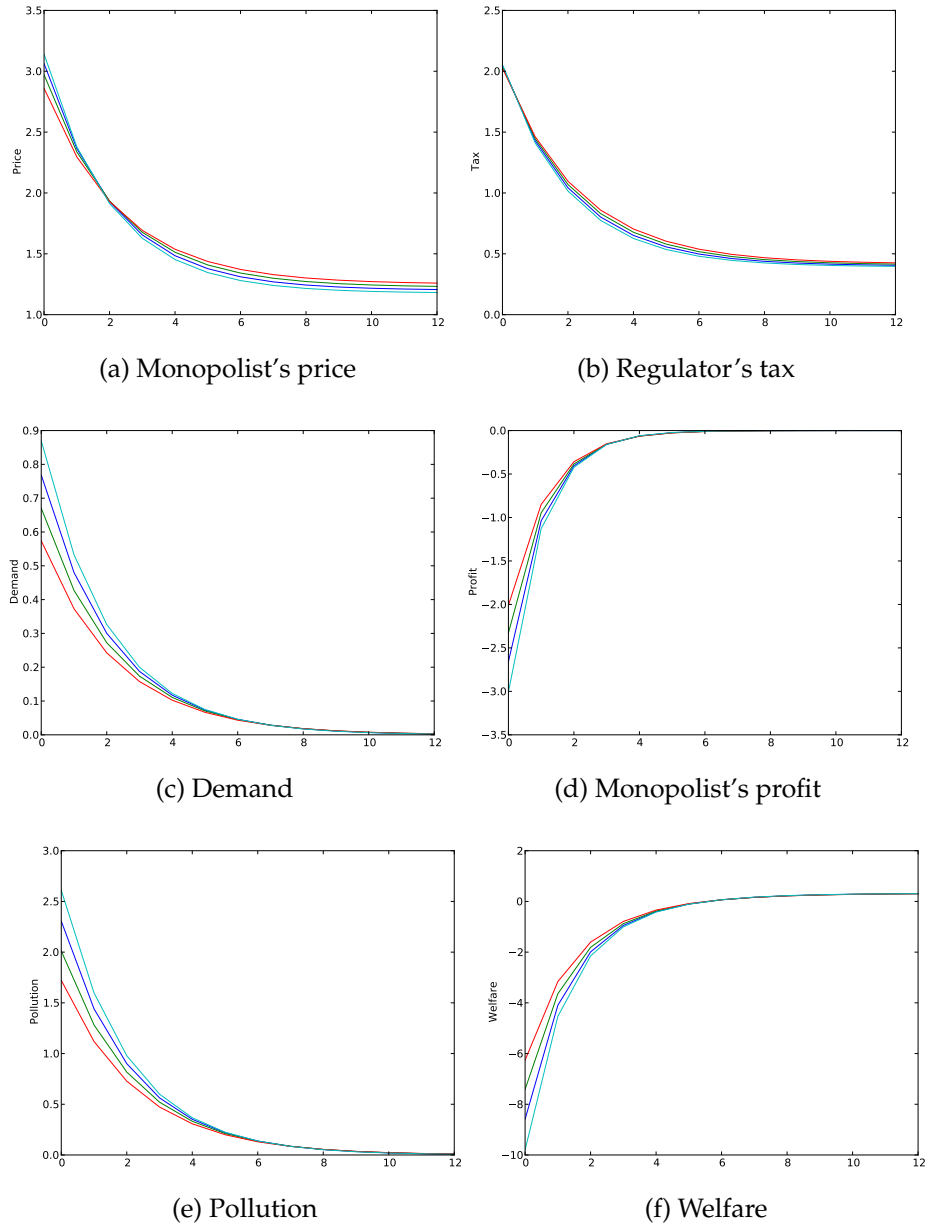 3.5
3.0
2.5
2.0
1.5
1.0
Price
0 2 4 6 8 10 12
(a) Monopolist's price
2.5
2.0
1.5
1.0
0.5
0.0
Tax
0 2 4 6 8 10 12
(b) Regulator's tax
0.9
0.8
0.7
0.6
0.5
0.4
0.3
0.2
0.1
0.0
Demand
0 2 4 6 8 10 12
(c) Demand
0.0
−0.5
−1.0
−1.5
−2.0
−2.5
−3.0
−3.5
Profit
0 2 4 6 8 10 12
(d) Monopolist's profit
3.0
2.5
2.0
1.5
1.0
0.5
0.0
Pollution
0 2 4 6 8 10 12
(e) Pollution
2
0
−2
−4
−6
−8
−10
Welfare
0 2 4 6 8 10 12
(f) Welfare